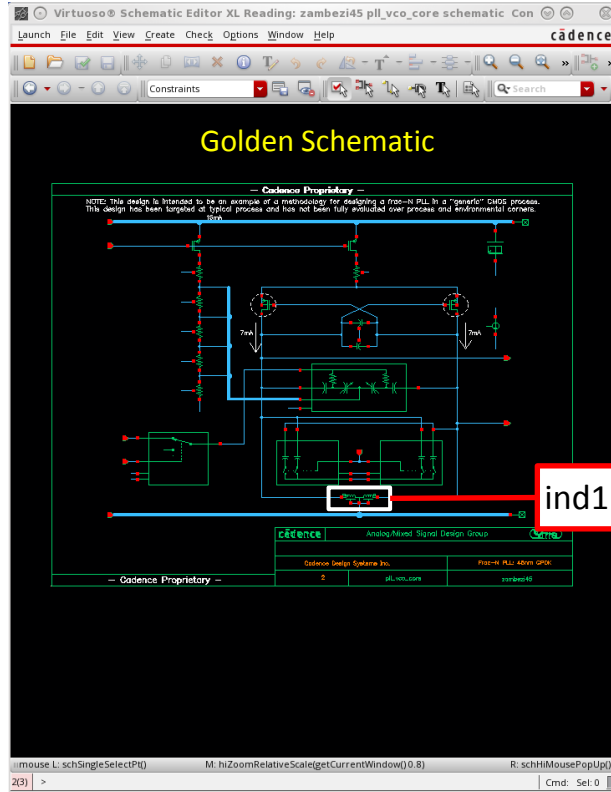 Virtuoso® Schematic Editor XL Reading: zambezi45 pll_vco_core schematic Con
Launch File Edit View Create Check Options Window Help
cādence
Constraints
Search
Golden Schematic
— Cadence Proprietary —
NOTE: This design is intended to be an example of a methodology for designing a frac-N PLL in a "generic" CMOS process.
This design has been targeted at typical process and has not been fully evaluated over process and environmental corners.
7mA
7mA
ind1
cādence
Analog/Mixed Signal Design Group
Cadence Design Systems Inc.
Frac-N PLL: 45nm GPDK
— Cadence Proprietary —
2
pll_vco_core
zambezi45
mouse L: schSingleSelectPt()
M: hiZoomRelativeScale(getCurrentWindow() 0.8)
R: schHiMousePopUp()
2(3)
>
Cmd:
Sel: 0